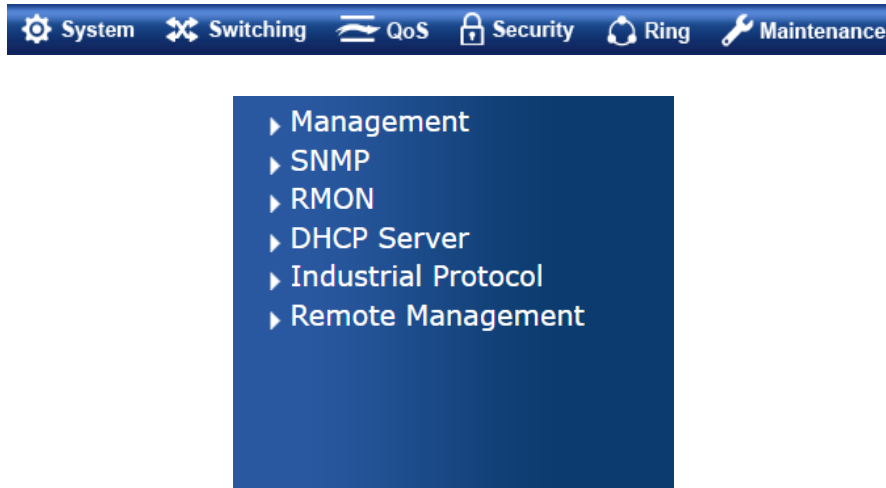 System Switching QoS Security Ring Maintenance
Management
SNMP
RMON
DHCP Server
Industrial Protocol
Remote Management